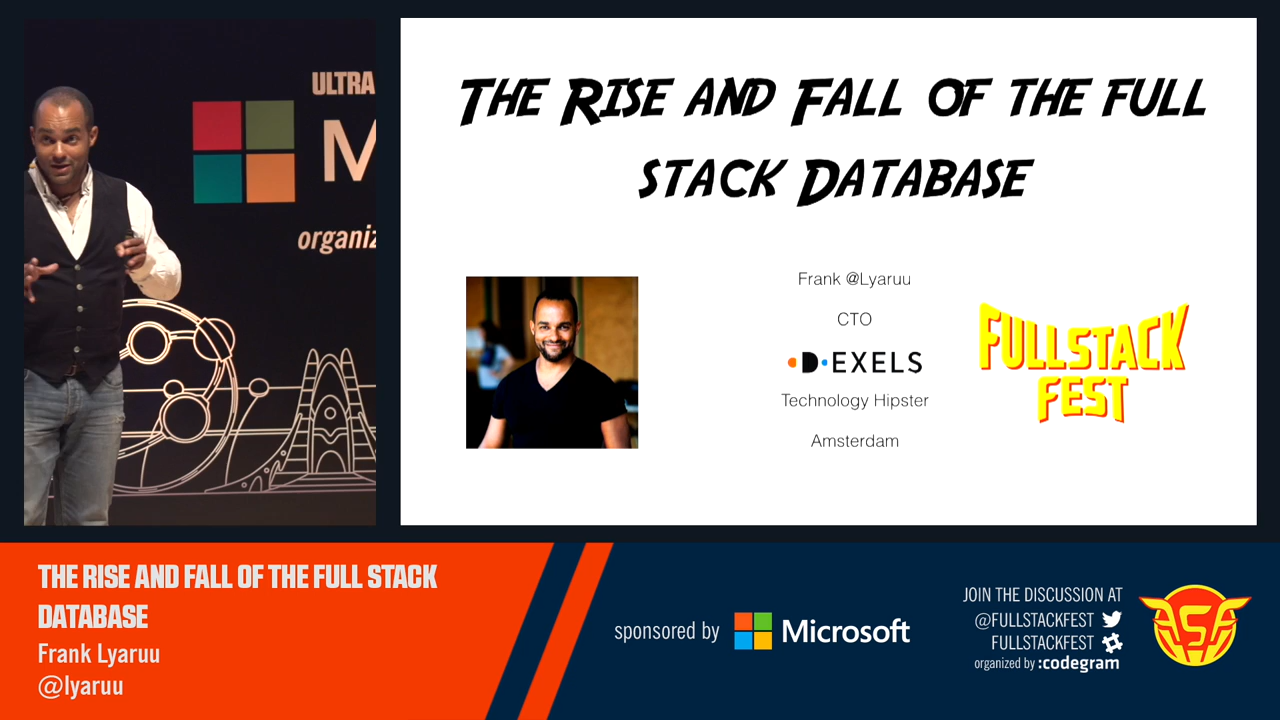 ULTRA
M
organiz
THE RISE AND FALL OF THE FULL
STACK DATABASE
Frank @Lyaruu
CTO
DEXELS
Technology Hipster
Amsterdam
FULLSTACK
FEST
THE RISE AND FALL OF THE FULL STACK
DATABASE
Frank Lyaruu
@lyaruu
sponsored by Microsoft
JOIN THE DISCUSSION AT
@FULLSTACKFEST
FULLSTACKFEST
organized by :codegram
FSF